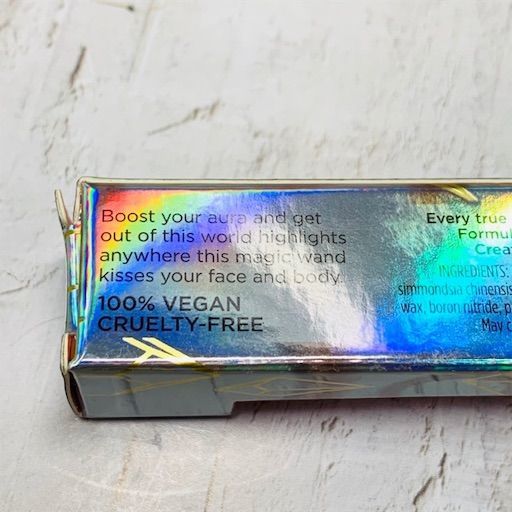 Boost your aura and get
out of this world highlights
anywhere this magic wand
kisses your face and body.
100% VEGAN
CRUELTY-FREE
Every true
Formul
Creat
INGREDIENTS:
simmondsia chinensis
wax, boron nitride, p
May c